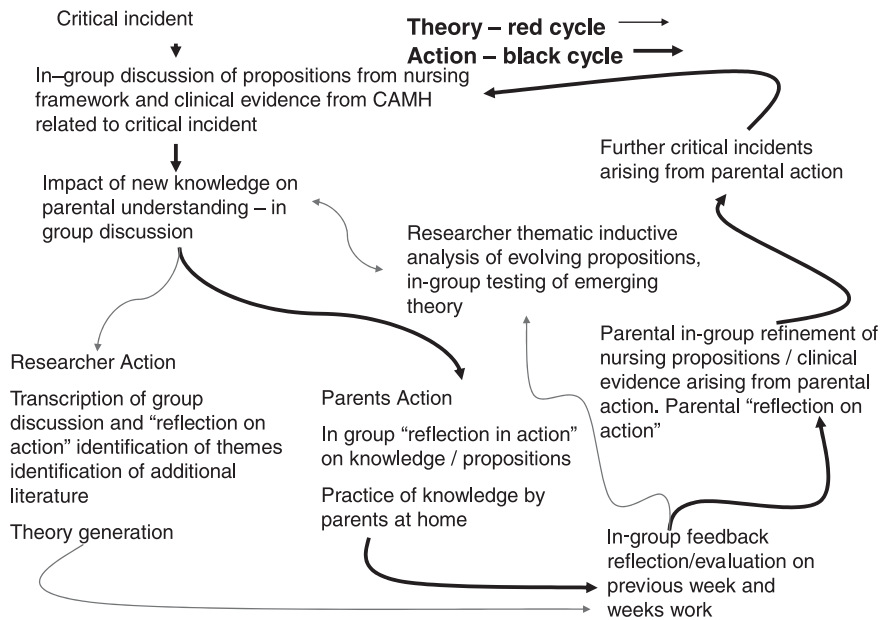 Critical incident
Theory – red cycle
Action – black cycle
In–group discussion of propositions from nursing
framework and clinical evidence from CAMH
related to critical incident
Further critical incidents
arising from parental action
Impact of new knowledge on
parental understanding – in
group discussion
Researcher thematic inductive
analysis of evolving propositions,
in-group testing of emerging
theory
Parental in-group refinement of
nursing propositions / clinical
evidence arising from parental
action. Parental “reflection on
action”
Researcher Action
Transcription of group
discussion and “reflection on
action” identification of themes
identification of additional
literature
Theory generation
Parents Action
In group “reflection in action”
on knowledge / propositions
Practice of knowledge by
parents at home
In-group feedback
reflection/evaluation on
previous week and
weeks work